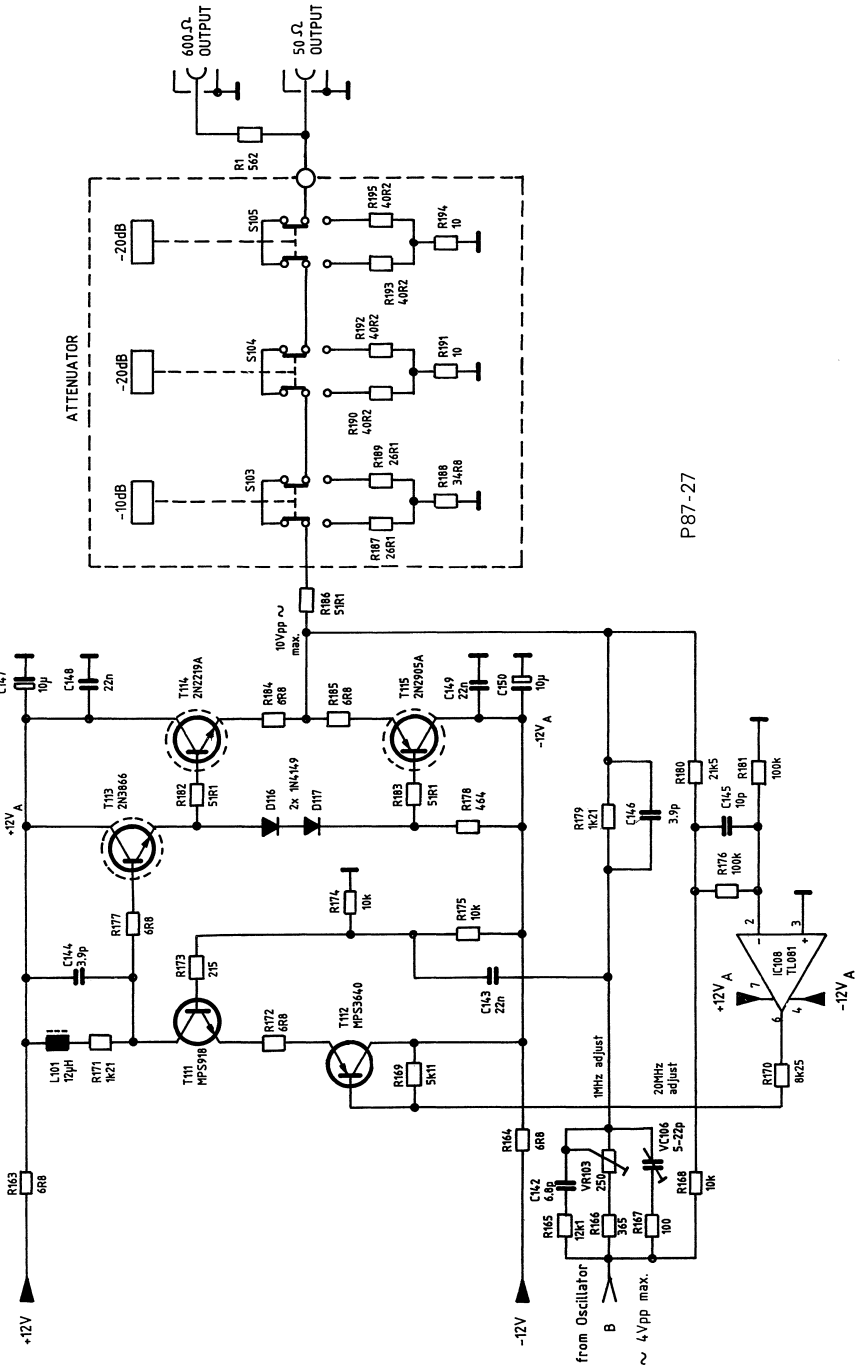 600Ω
OUTPUT
50Ω
OUTPUT
R1
562
ATTENUATOR
-10dB
-20dB
-20dB
S103
S104
S105
R187
26R1
R189
26R1
R188
34R8
R190
40R2
R192
40R2
R191
10
R193
40R2
R195
40R2
R194
10
R186
51R1
10Vpp ~
max.
C147
10µ
C148
22n
T114
2N2219A
R184
6R8
R185
6R8
T115
2N2905A
C149
22n
C150
10µ
-12V A
+12V A
T113
2N3866
R182
51R1
D116
2x 1N4149
D117
R183
51R1
R178
464
R177
6R8
C144
3.9p
R173
215
R174
10k
R175
10k
C143
22n
L101
12µH
R171
1k21
T111
MPS918
R172
6R8
T112
MPS3640
R169
5k11
R163
6R8
R164
6R8
+12V
-12V
R179
1k21
C146
3.9p
R180
21k5
R181
100k
C145
10p
R176
100k
2
3
-
+
IC108
TL081
7
6
4
+12V A
-12V A
R170
8k25
1MHz adjust
20MHz
adjust
C142
6.8p
VR103
250
VC106
5-22p
R165
12k1
R166
365
R167
100
R168
10k
from Oscillator
B
~ 4Vpp max.
P87-27